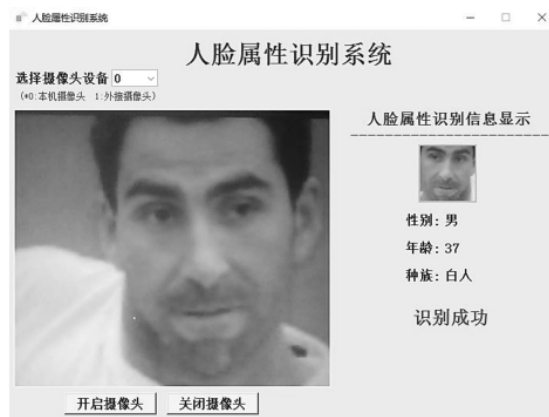 人脸属性识别系统
人脸属性识别系统
选择摄像头设备 0
(*0:本机摄像头 1:外接摄像头)
人脸属性识别信息显示
性别: 男
年龄: 37
种族: 白人
识别成功
开启摄像头 关闭摄像头